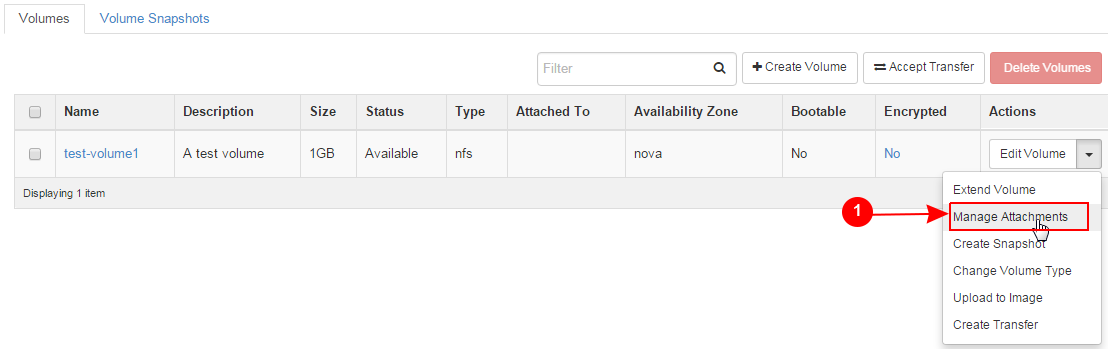 Volumes Volume Snapshots
Filter Create Volume Accept Transfer Delete Volumes
Name Description Size Status Type Attached To Availability Zone Bootable Encrypted Actions
test-volume1 A test volume 1GB Available nfs nova No No Edit Volume
Displaying 1 item
Extend Volume
1 Manage Attachments
Create Snapshot
Change Volume Type
Upload to Image
Create Transfer